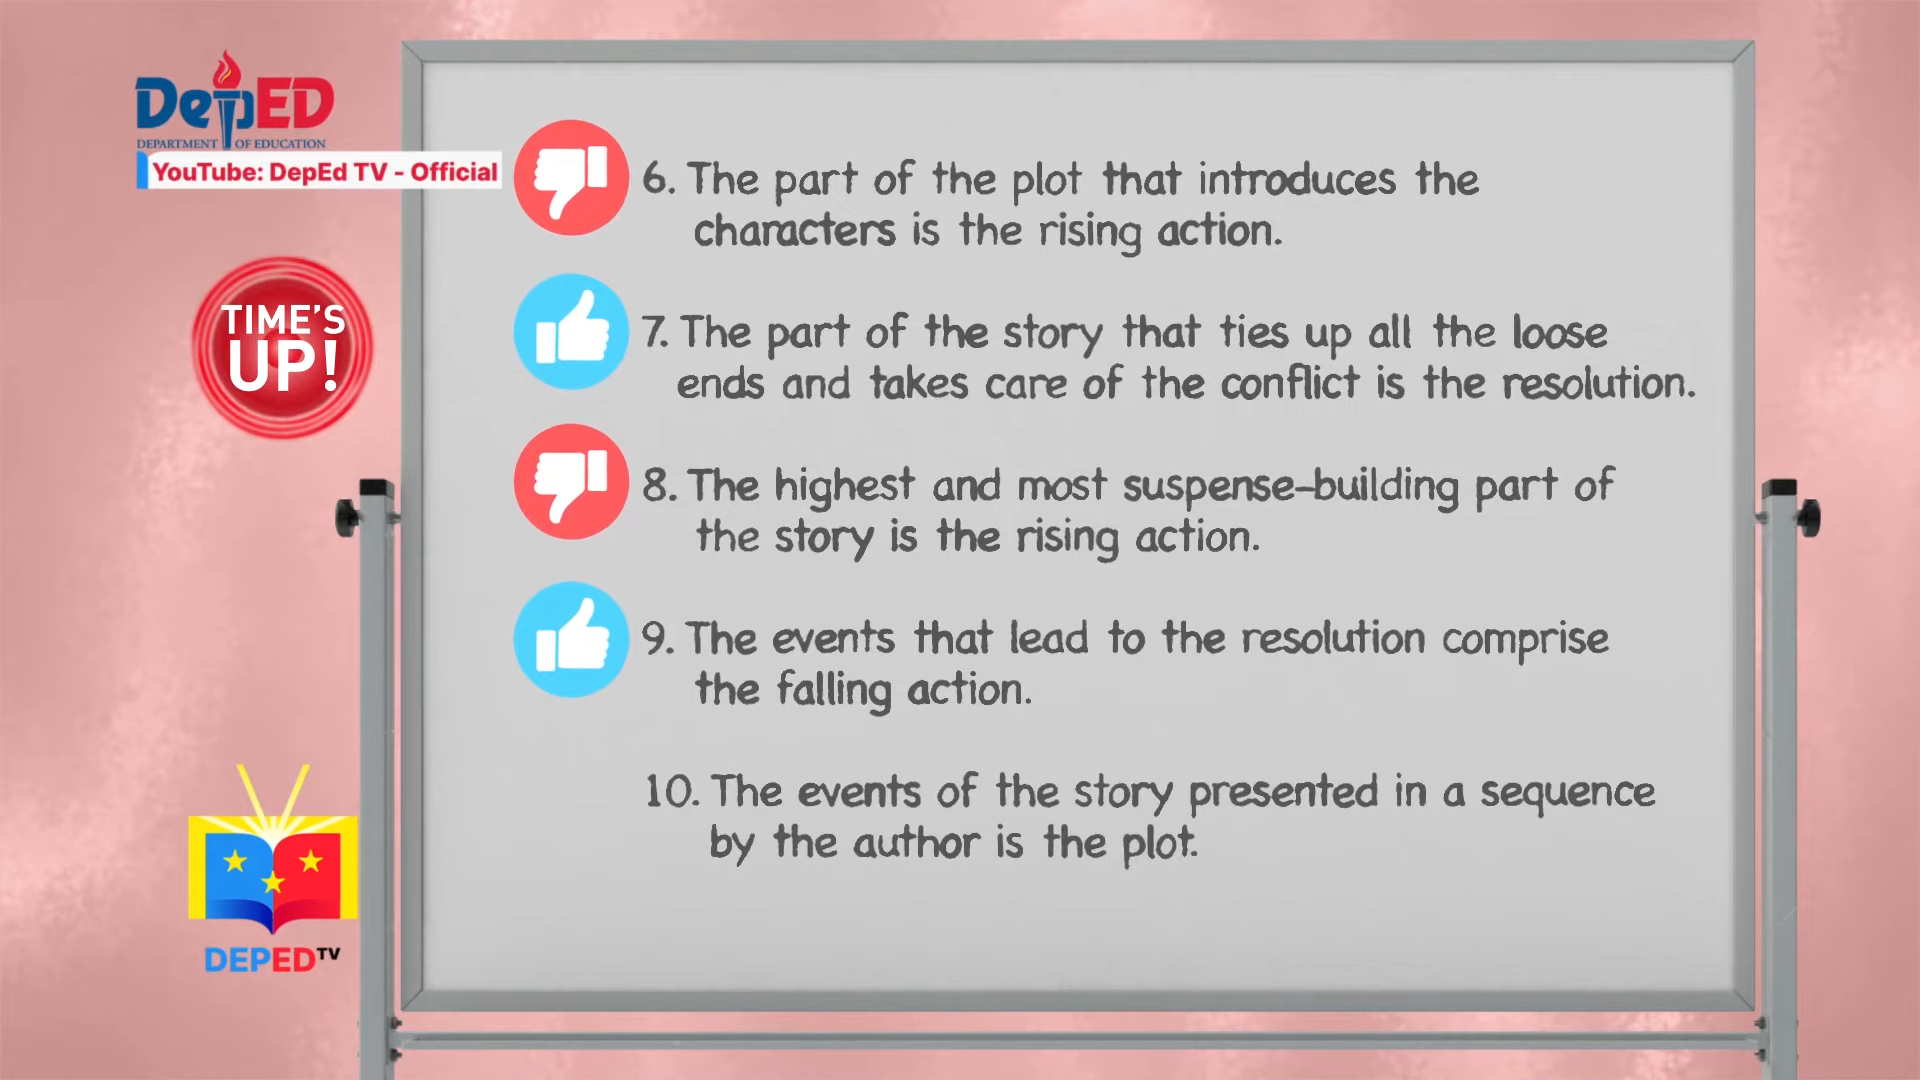 DepED
DEPARTMENT OF EDUCATION
YouTube: DepEd TV - Official
TIME'S
UP!
6. The part of the plot that introduces the
characters is the rising action.
7. The part of the story that ties up all the loose
ends and takes care of the conflict is the resolution.
8. The highest and most suspense-building part of
the story is the rising action.
9. The events that lead to the resolution comprise
the falling action.
10. The events of the story presented in a sequence
by the author is the plot.
DEPED TV